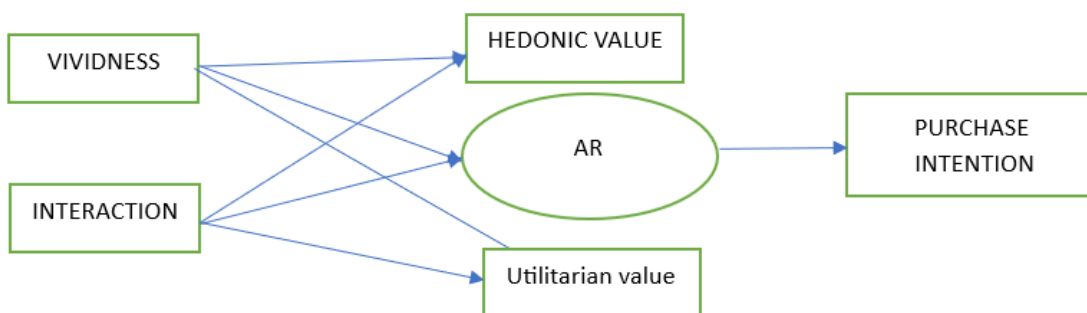 HEDONIC VALUE
VIVIDNESS
AR
PURCHASE
INTENTION
INTERACTION
Utilitarian value